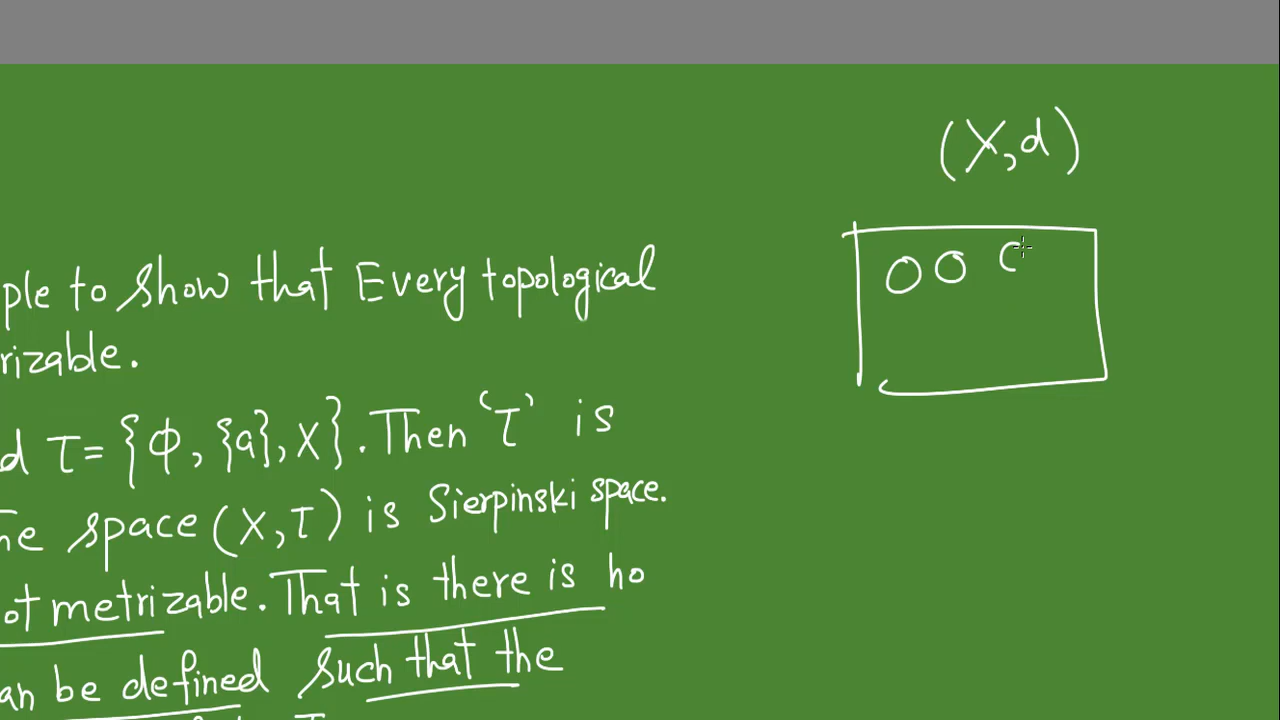 (X,d)
ple to show that Every topological
rizable.
d τ= {ϕ, {a}, X}. Then ‘τ’ is
he space (X,τ) is Sierpinski space.
ot metrizable. That is there is no
an be defined such that the